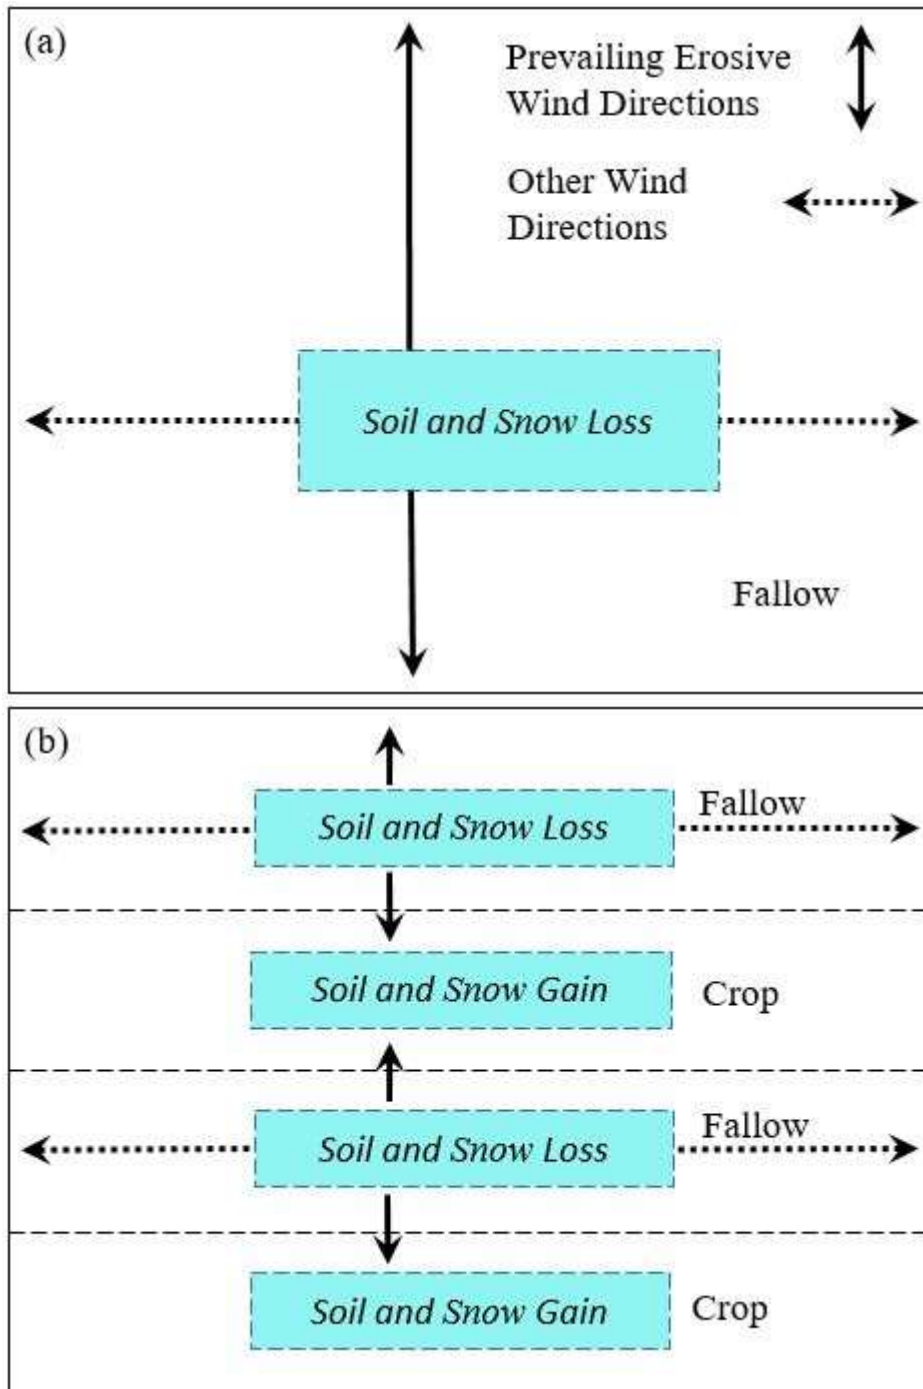 (a)
Prevailing Erosive
Wind Directions
Other Wind
Directions
Soil and Snow Loss
Fallow
(b)
Fallow
Soil and Snow Loss
Soil and Snow Gain
Crop
Fallow
Soil and Snow Loss
Soil and Snow Gain
Crop